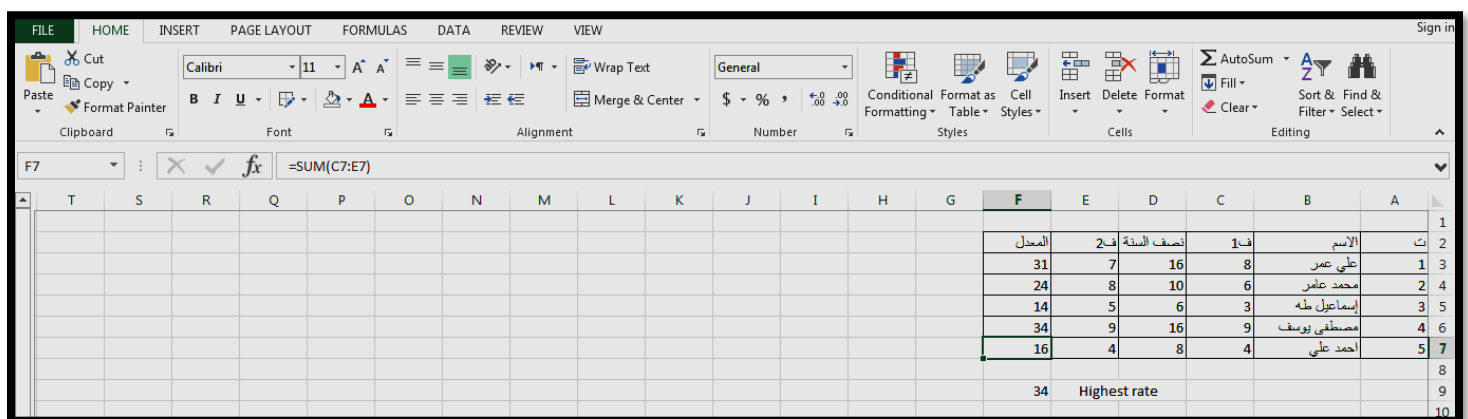 FILE HOME INSERT PAGE LAYOUT FORMULAS DATA REVIEW VIEW Sign in
Paste
Cut
Copy
Format Painter
Calibri 11
B I U
Wrap Text
Merge & Center
General
$ % ,
Conditional Formatting
Format as Table
Cell Styles
Insert Delete Format
AutoSum
Fill
Clear
Sort & Filter
Find & Select
Clipboard Font Alignment Number Styles Cells Editing
F7 fx =SUM(C7:E7)
T S R Q P O N M L K J I H G F E D C B A
1
2 ت الاسم ف1 نصف السنة ف2 المعدل
3 1 علي عمر 8 16 7 31
4 2 محمد عامر 6 10 8 24
5 3 إسماعيل طه 3 6 5 14
6 4 مصطفى يوسف 9 16 9 34
7 5 احمد علي 4 8 4 16
8
9 Highest rate 34
10